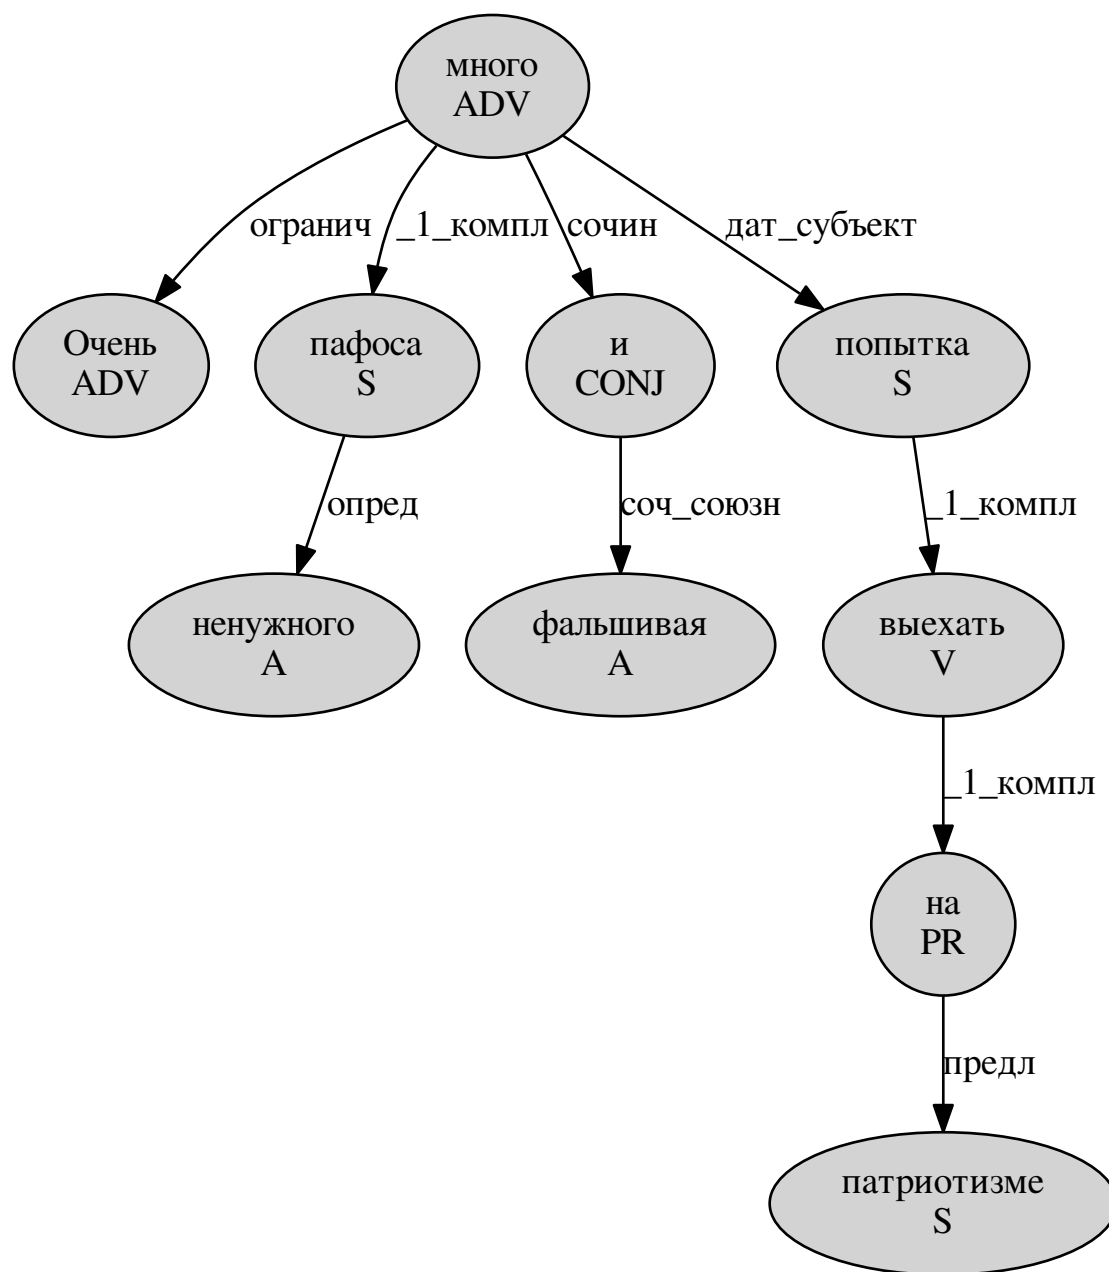 много
ADV
огранич
_1_компл
сочин
дат_субъект
Очень
ADV
пафоса
S
и
CONJ
попытка
S
опред
соч_союзн
_1_компл
ненужного
A
фальшивая
A
выехать
V
_1_компл
на
PR
предл
патриотизме
S